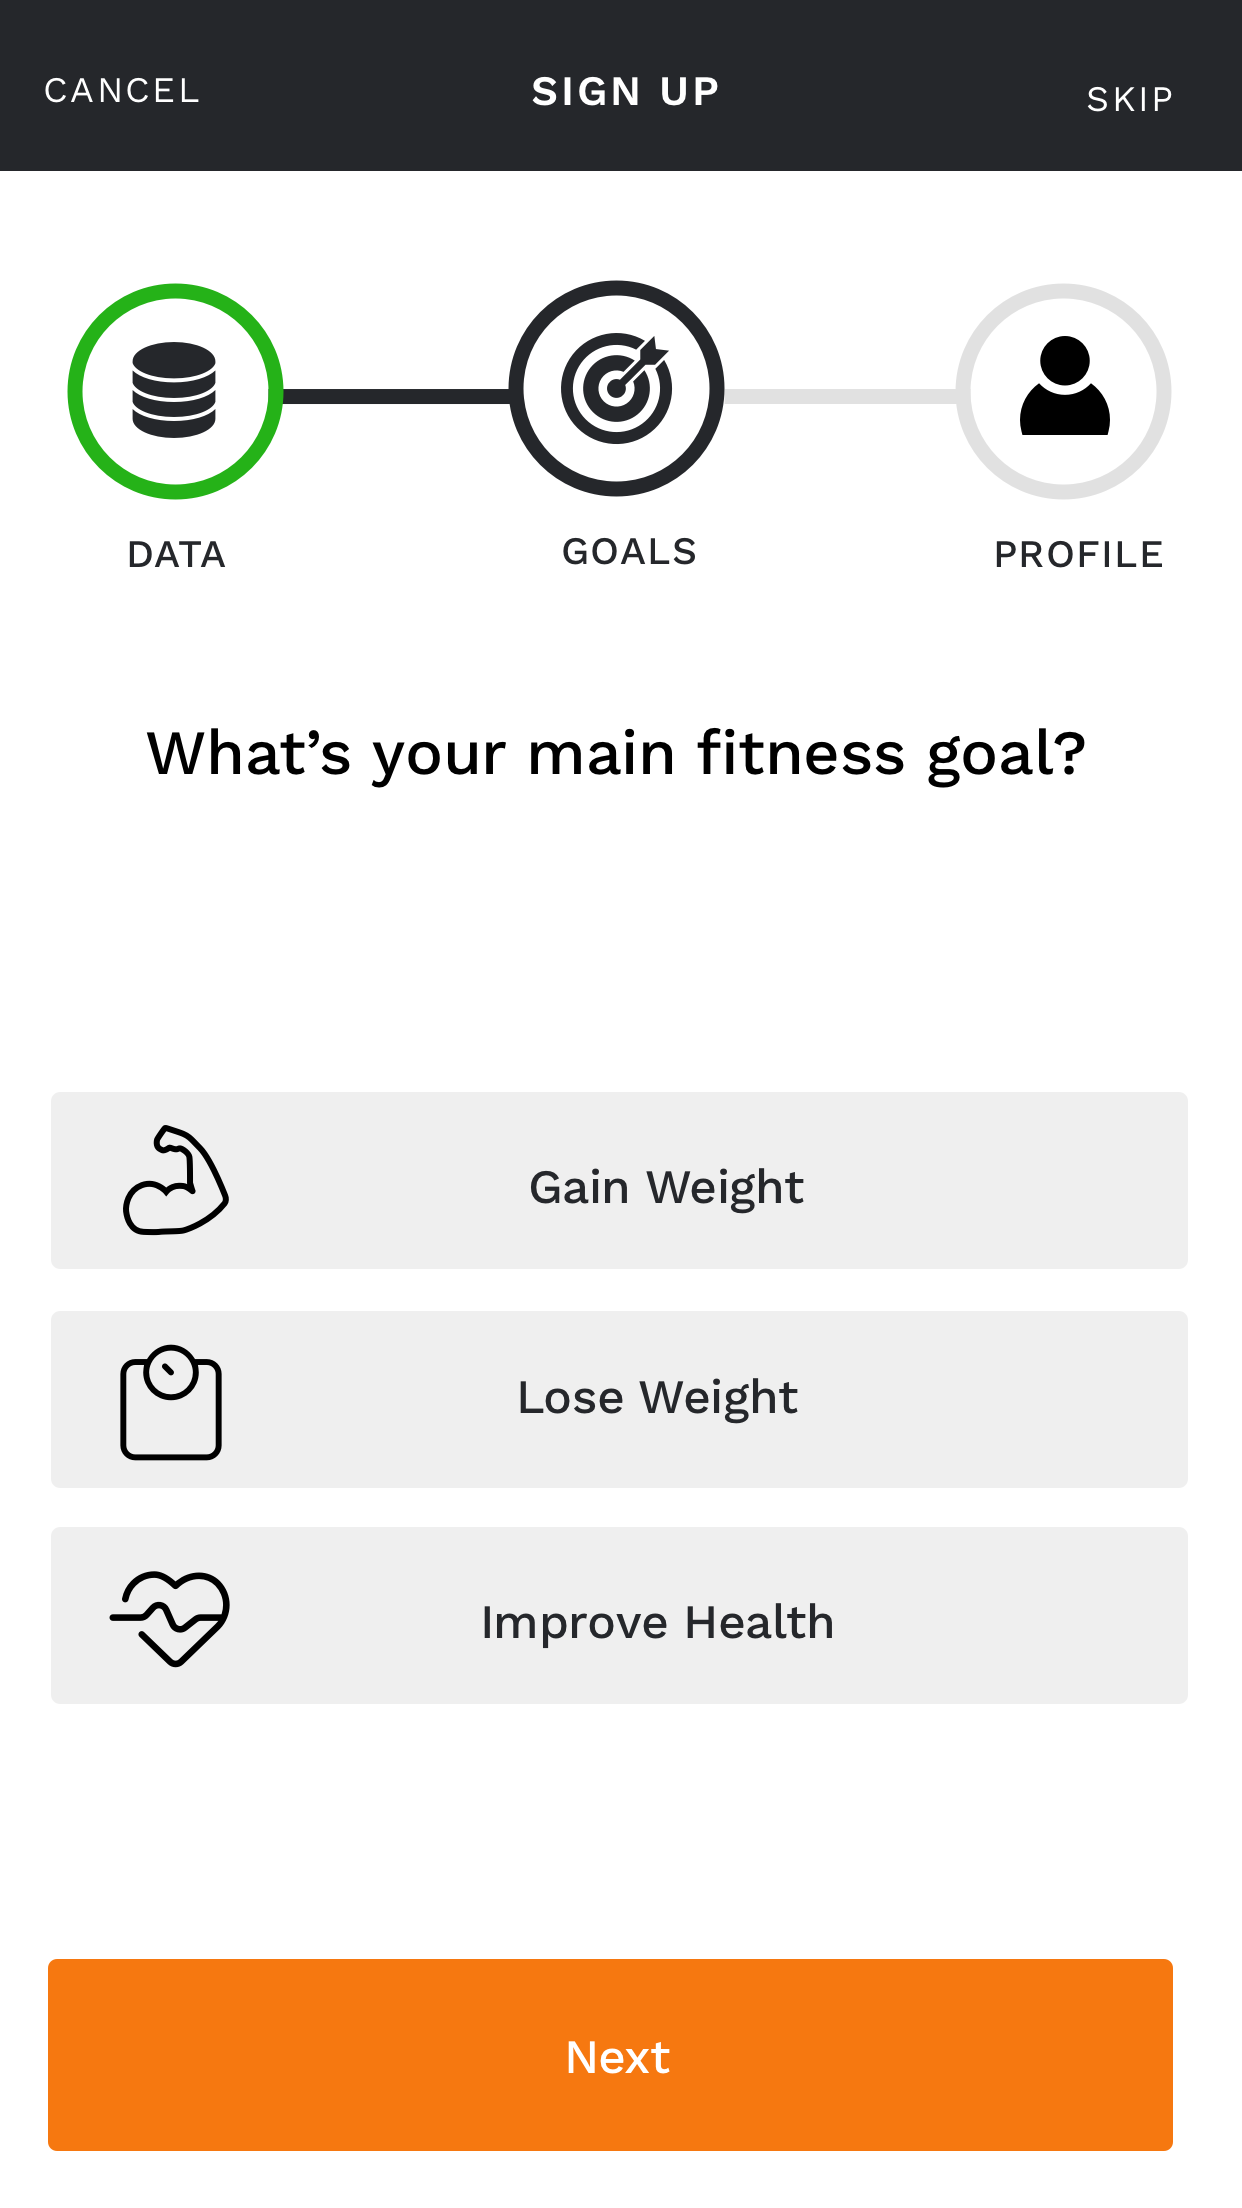 CANCEL
SIGN UP
SKIP
DATA
GOALS
PROFILE
What’s your main fitness goal?
Gain Weight
Lose Weight
Improve Health
Next